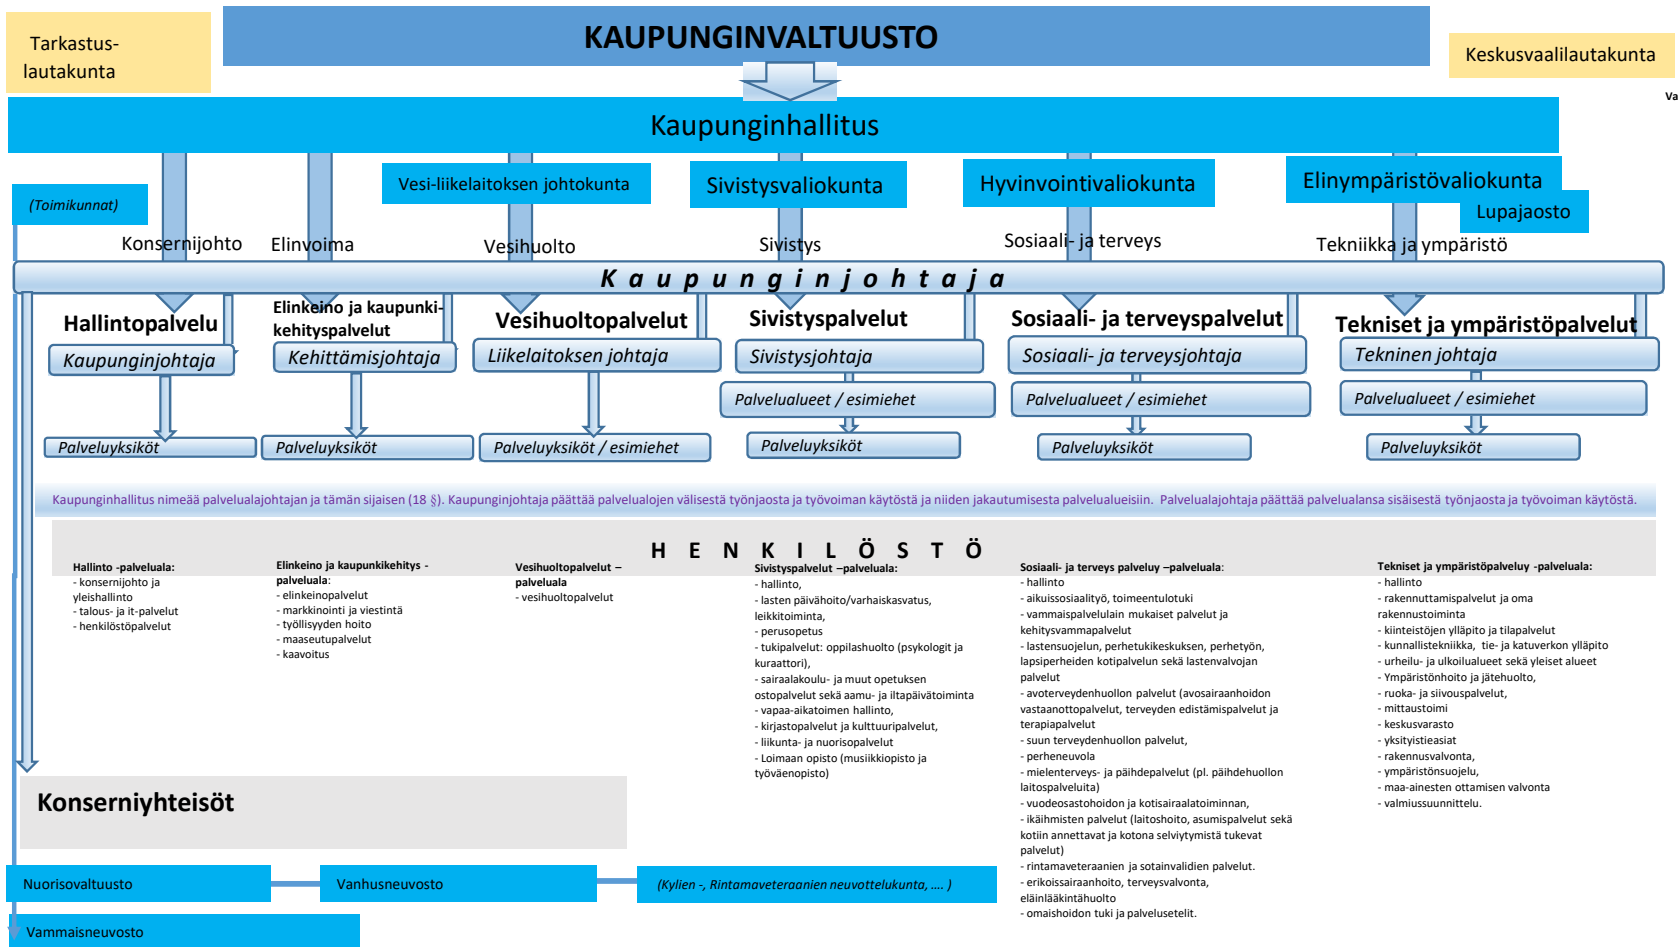 Tarkastus-
lautakunta
KAUPUNGINVALTUUSTO
Keskusvaalilautakunta
Va
Kaupunginhallitus
(Toimikunnat)
Vesi-liikelaitoksen johtokunta
Sivistysvaliokunta
Hyvinvointivaliokunta
Elinympäristövaliokunta
Lupajaosto
Konsernijohto
Elinvoima
Vesihuolto
Sivistys
Sosiaali- ja terveys
Tekniikka ja ympäristö
Kaupunginjohtaja
Hallintopalvelu
Elinkeino ja kaupunki-
kehityspalvelut
Vesihuoltopalvelut
Sivistyspalvelut
Sosiaali- ja terveyspalvelut
Tekniset ja ympäristöpalvelut
Kaupunginjohtaja
Kehittämisjohtaja
Liikelaitoksen johtaja
Sivistysjohtaja
Sosiaali- ja terveysjohtaja
Tekninen johtaja
Palvelualueet / esimiehet
Palvelualueet / esimiehet
Palvelualueet / esimiehet
Palveluyksiköt
Palveluyksiköt
Palveluyksiköt / esimiehet
Palveluyksiköt
Palveluyksiköt
Palveluyksiköt
Kaupunginhallitus nimeää palvelualajohtajan ja tämän sijaisen (18 §). Kaupunginjohtaja päättää palvelualojen välisestä työnjaosta ja työvoiman käytöstä ja niiden jakautumisesta palvelualueisiin. Palvelualajohtaja päättää palvelualansa sisäisestä työnjaosta ja työvoiman käytöstä.
HENKILÖSTÖ
Hallinto -palveluala:
- konsernijohto ja
yleishallinto
- talous- ja it-palvelut
- henkilöstöpalvelut
Elinkeino ja kaupunkikehitys -
palveluala:
- elinkeinopalvelut
- markkinointi ja viestintä
- työllisyyden hoito
- maaseutupalvelut
- kaavoitus
Vesihuoltopalvelut –
palveluala
- vesihuoltopalvelut
Sivistyspalvelut –palveluala:
- hallinto,
- lasten päivähoito/varhaiskasvatus,
leikkitoiminta,
- perusopetus
- tukipalvelut: oppilashuolto (psykologit ja
kuraattori),
- sairaalakoulu- ja muut opetuksen
ostopalvelut sekä aamu- ja iltapäivätoiminta
- vapaa-aikatoimen hallinto,
- kirjastopalvelut ja kulttuuripalvelut,
- liikunta- ja nuorisopalvelut
- Loimaan opisto (musiikkiopisto ja
työväenopisto)
Sosiaali- ja terveys palveluy –palveluala:
- hallinto
- aikuissosiaalityö, toimeentulotuki
- vammaispalvelulain mukaiset palvelut ja
kehitysvammapalvelut
- lastensuojelun, perhetukikeskuksen, perhetyön,
lapsiperheiden kotipalvelun sekä lastenvalvojan
palvelut
- avoterveydenhuollon palvelut (avosairaanhoidon
vastaanottopalvelut, terveyden edistämispalvelut ja
terapiapalvelut
- suun terveydenhuollon palvelut,
- perheneuvola
- mielenterveys- ja päihdepalvelut (pl. päihdehuollon
laitospalveluita)
- vuodeosastohoidon ja kotisairaalatoiminnan,
- ikäihmisten palvelut (laitoshoito, asumispalvelut sekä
kotiin annettavat ja kotona selviytymistä tukevat
palvelut)
- rintamaveteraanien ja sotainvalidien palvelut.
- erikoissairaanhoito, terveysvalvonta,
eläinlääkintähuolto
- omaishoidon tuki ja palvelusetelit.
Tekniset ja ympäristöpalveluy -palveluala:
- hallinto
- rakennuttamispalvelut ja oma
rakennustoiminta
- kiinteistöjen ylläpito ja tilapalvelut
- kunnallistekniikka, tie- ja katuverkon ylläpito
- urheilu- ja ulkoilualueet sekä yleiset alueet
- Ympäristönhoito ja jätehuolto,
- ruoka- ja siivouspalvelut,
- mittaustoimi
- keskusvarasto
- yksityistieasiat
- rakennusvalvonta,
- ympäristönsuojelu,
- maa-ainesten ottamisen valvonta
- valmiussuunnittelu.
Konserniyhteisöt
Nuorisovaltuusto
Vanhusneuvosto
(Kylien -, Rintamaveteraanien neuvottelukunta, .... )
Vammaisneuvosto